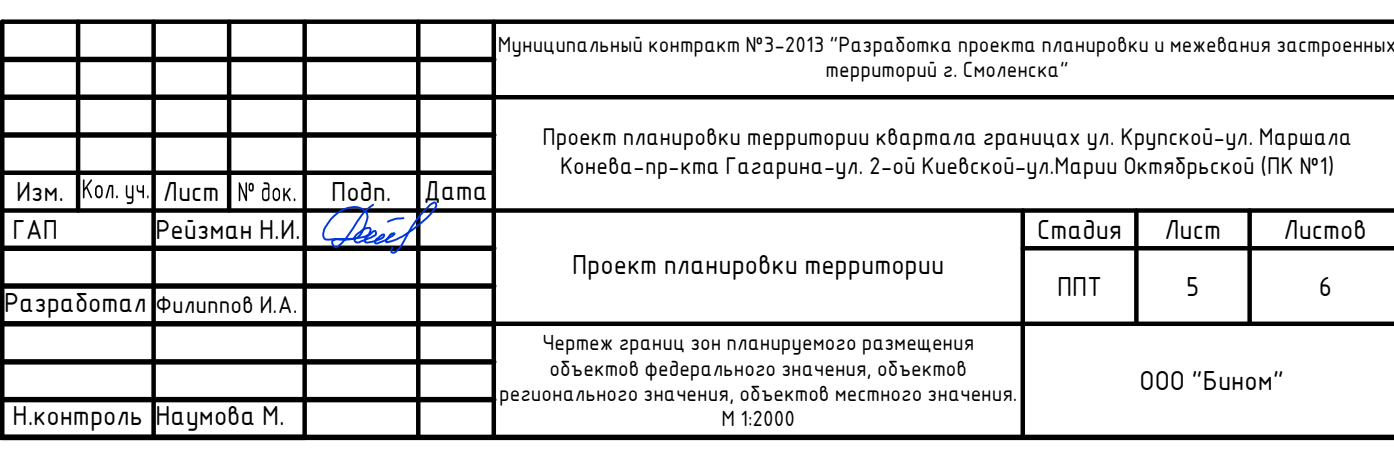 Муниципальный контракт №3-2013 "Разработка проекта планировки и межевания застроенных
территорий г. Смоленска"
Проект планировки территории квартала границах ул. Крупской-ул. Маршала
Конева-пр-кта Гагарина-ул. 2-ой Киевской-ул.Марии Октябрьской (ПК №1)
Изм. Кол. уч. Лист № док. Подп. Дата
ГАП Рейзман Н.И.
Разработал Филиппов И.А.
Н.контроль Наумова М.
Проект планировки территории
Стадия Лист Листов
ППТ 5 6
Чертеж границ зон планируемого размещения
объектов федерального значения, объектов
регионального значения, объектов местного значения.
М 1:2000
ООО "Бином"